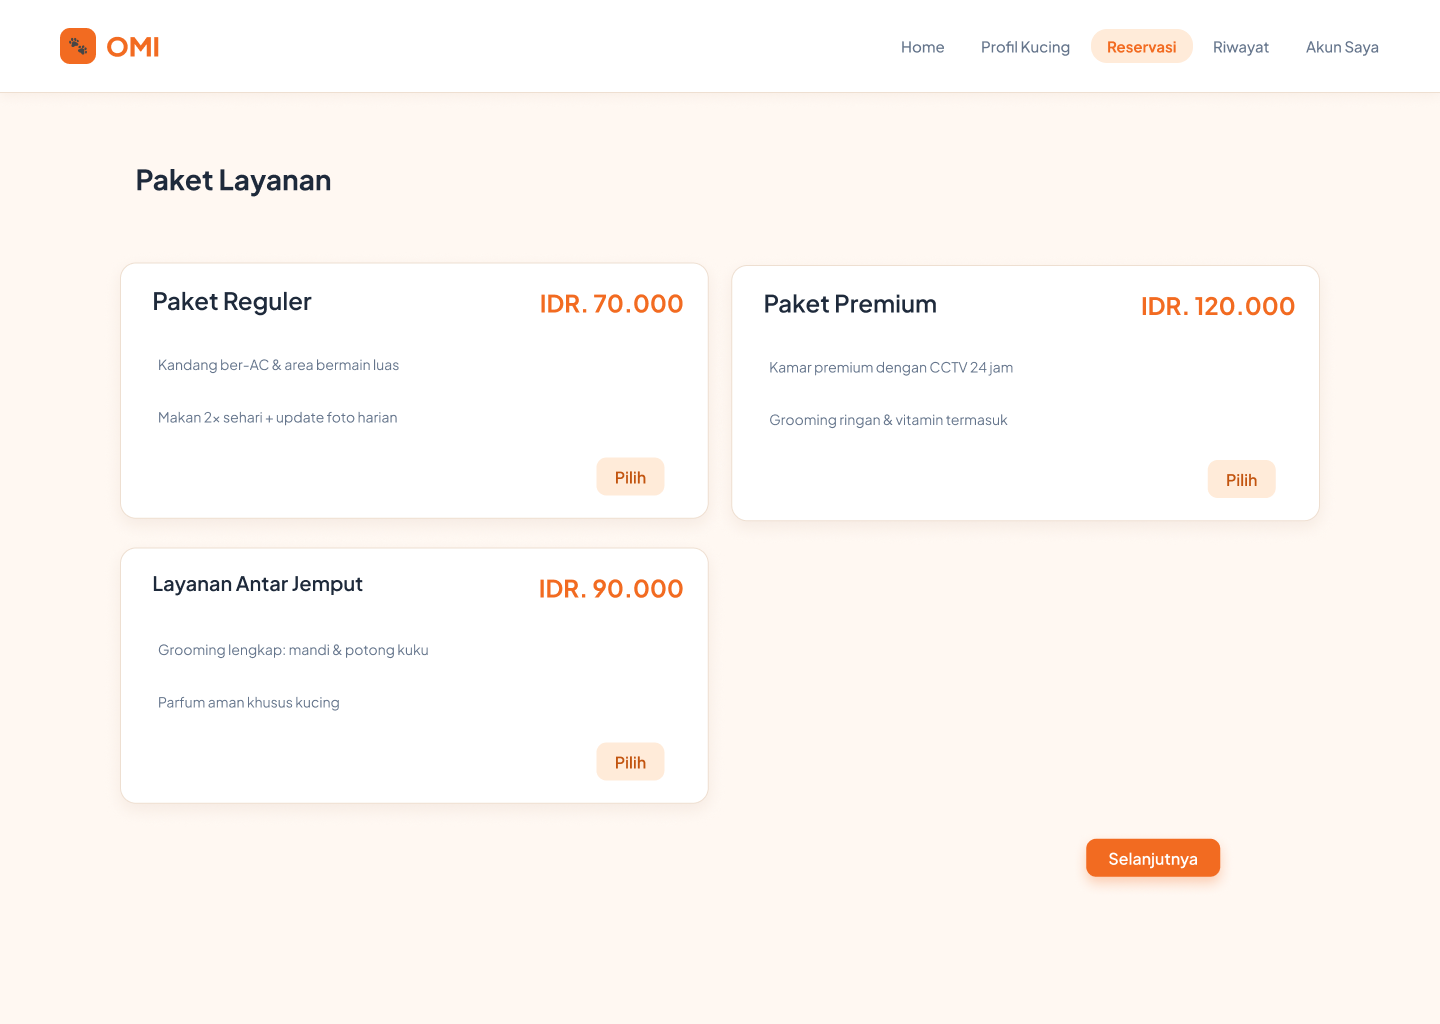 OMI
Home
Profil Kucing
Reservasi
Riwayat
Akun Saya
Paket Layanan
Paket Reguler
IDR. 70.000
Kandang ber-AC & area bermain luas
Makan 2× sehari + update foto harian
Pilih
Paket Premium
IDR. 120.000
Kamar premium dengan CCTV 24 jam
Grooming ringan & vitamin termasuk
Pilih
Layanan Antar Jemput
IDR. 90.000
Grooming lengkap: mandi & potong kuku
Parfum aman khusus kucing
Pilih
Selanjutnya